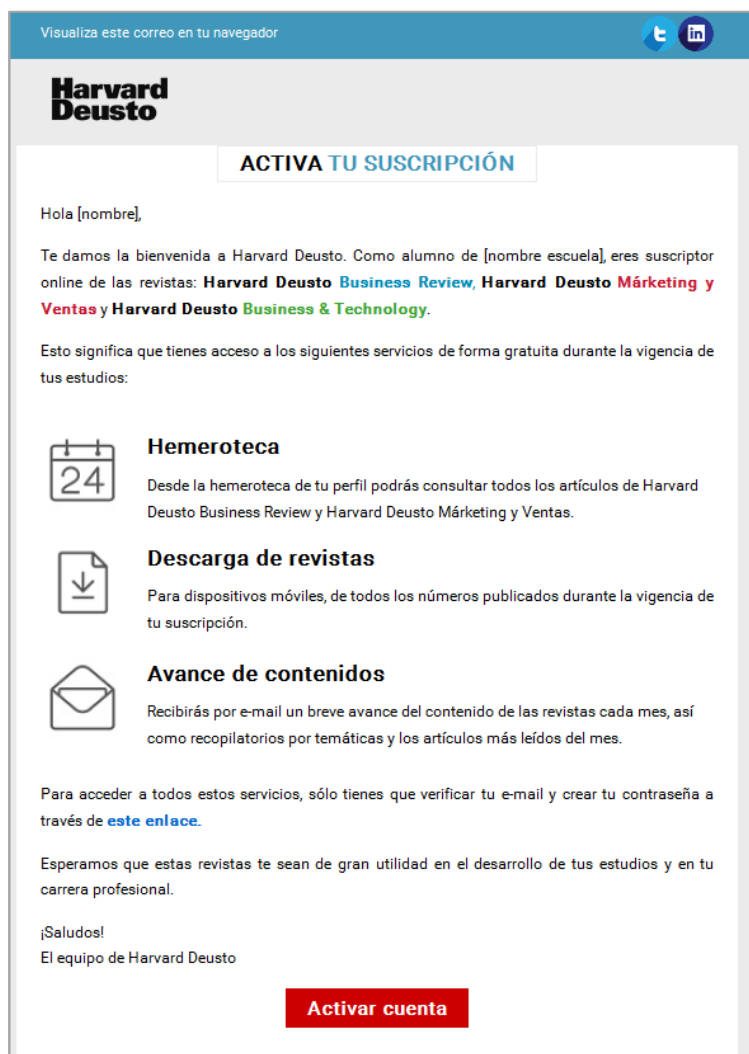 Visualiza este correo en tu navegador
Harvard
Deusto
ACTIVA TU SUSCRIPCIÓN
Hola [nombre],
Te damos la bienvenida a Harvard Deusto. Como alumno de [nombre escuela], eres suscriptor
online de las revistas: Harvard Deusto Business Review, Harvard Deusto Márketing y
Ventas y Harvard Deusto Business & Technology.
Esto significa que tienes acceso a los siguientes servicios de forma gratuita durante la vigencia de
tus estudios:
24
Hemeroteca
Desde la hemeroteca de tu perfil podrás consultar todos los artículos de Harvard
Deusto Business Review y Harvard Deusto Márketing y Ventas.
Descarga de revistas
Para dispositivos móviles, de todos los números publicados durante la vigencia de
tu suscripción.
Avance de contenidos
Recibirás por e-mail un breve avance del contenido de las revistas cada mes, así
como recopilatorios por temáticas y los artículos más leídos del mes.
Para acceder a todos estos servicios, sólo tienes que verificar tu e-mail y crear tu contraseña a
través de este enlace.
Esperamos que estas revistas te sean de gran utilidad en el desarrollo de tus estudios y en tu
carrera profesional.
¡Saludos!
El equipo de Harvard Deusto
Activar cuenta